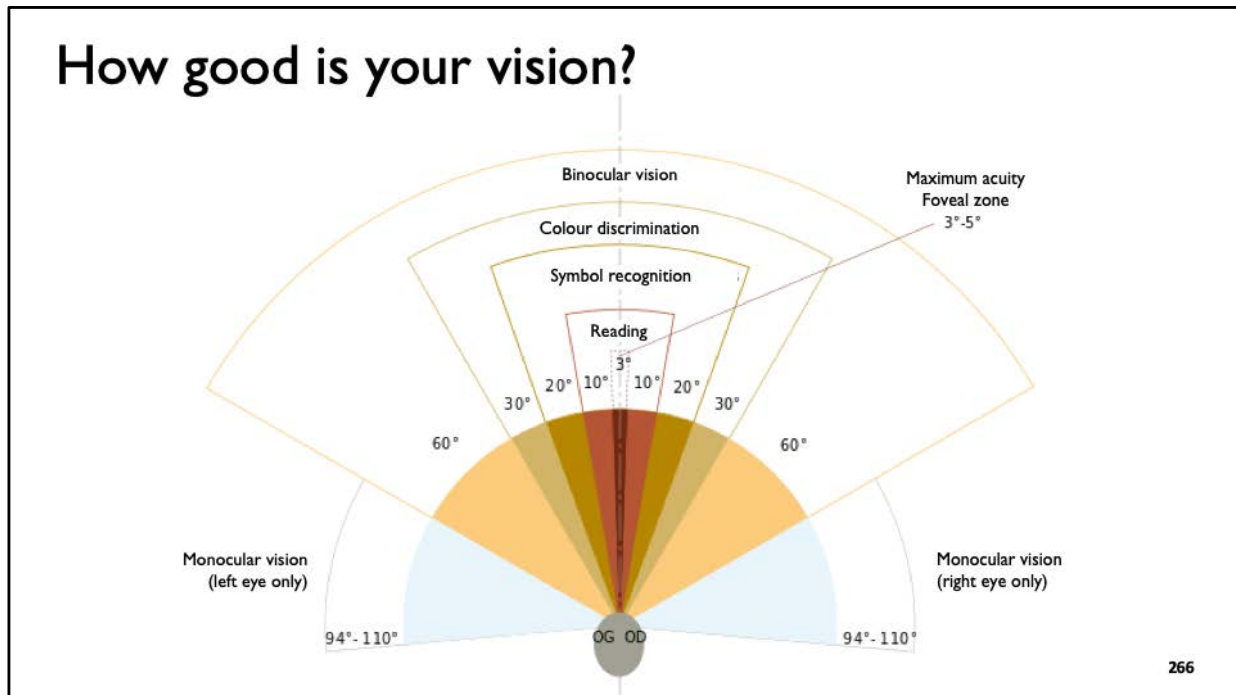 How good is your vision?
Binocular vision
Maximum acuity
Foveal zone
3°-5°
Colour discrimination
Symbol recognition
Reading
3°
10°
10°
20°
20°
30°
30°
60°
60°
Monocular vision
(left eye only)
Monocular vision
(right eye only)
94°-110°
OG OD
94°-110°
266